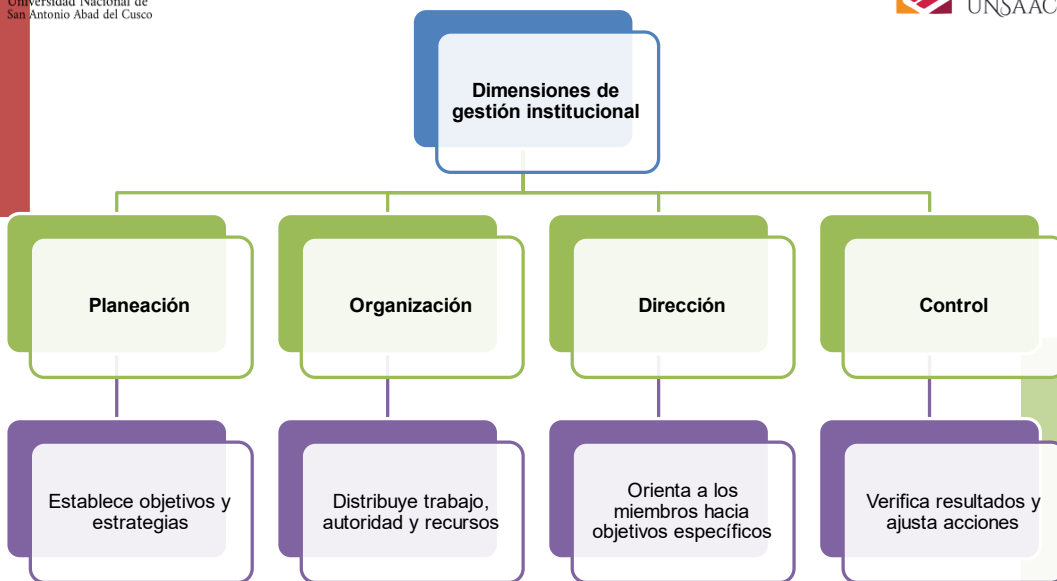 Universidad Nacional de
San Antonio Abad del Cusco
UNSAAC
Dimensiones de
gestión institucional
Planeación
Organización
Dirección
Control
Establece objetivos y
estrategias
Distribuye trabajo,
autoridad y recursos
Orienta a los
miembros hacia
objetivos específicos
Verifica resultados y
ajusta acciones